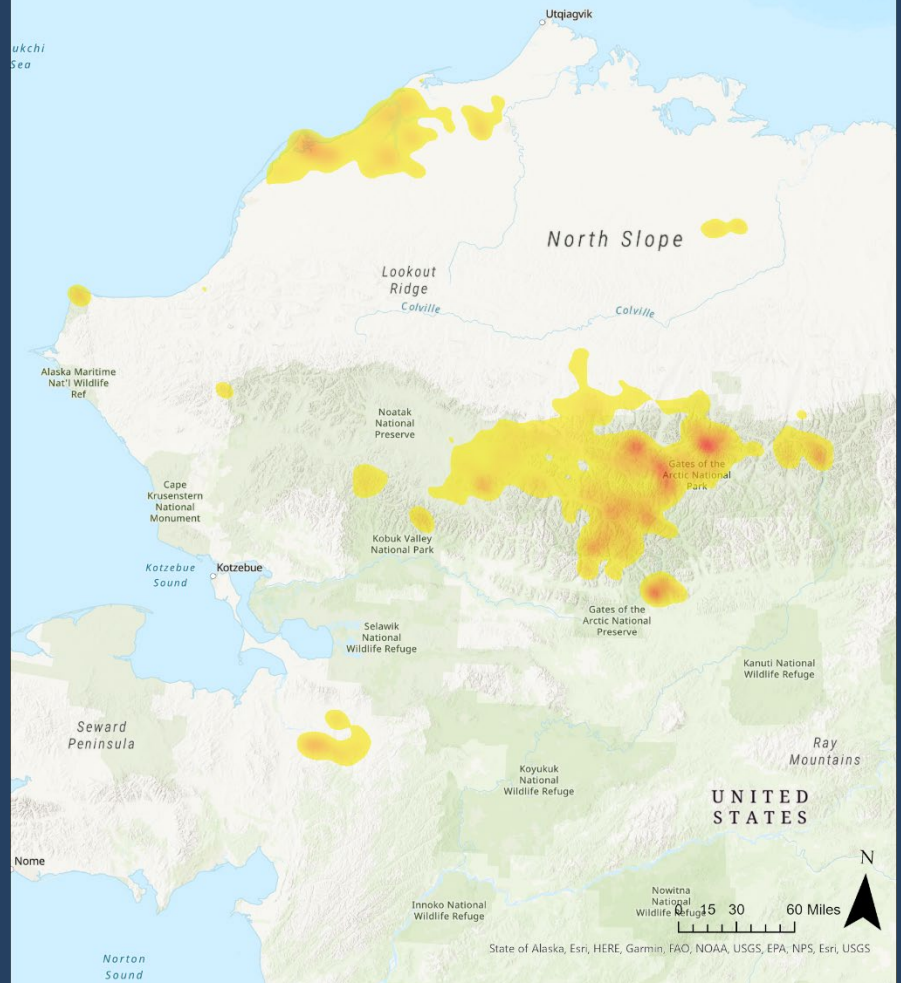 Utqiagvik
ukchi
Sea
North Slope
Lookout
Ridge
Colville
Colville
Alaska Maritime
Nat'l Wildlife
Ref
Noatak
National
Preserve
Gates of the
Arctic National
Park
Cape
Krusenstern
National
Monument
Kobuk Valley
National Park
Kotzebue
Sound
Kotzebue
Gates of the
Arctic National
Preserve
Selawik
National
Wildlife Refuge
Kanuti National
Wildlife Refuge
Seward
Peninsula
Ray
Mountains
Koyukuk
National
Wildlife Refuge
UNITED
STATES
Nome
N
Innoko National
Wildlife Refuge
Nowitna
National
Wildlife Refuge
0 15 30 60 Miles
State of Alaska, Esri, HERE, Garmin, FAO, NOAA, USGS, EPA, NPS, Esri, USGS
Norton
Sound